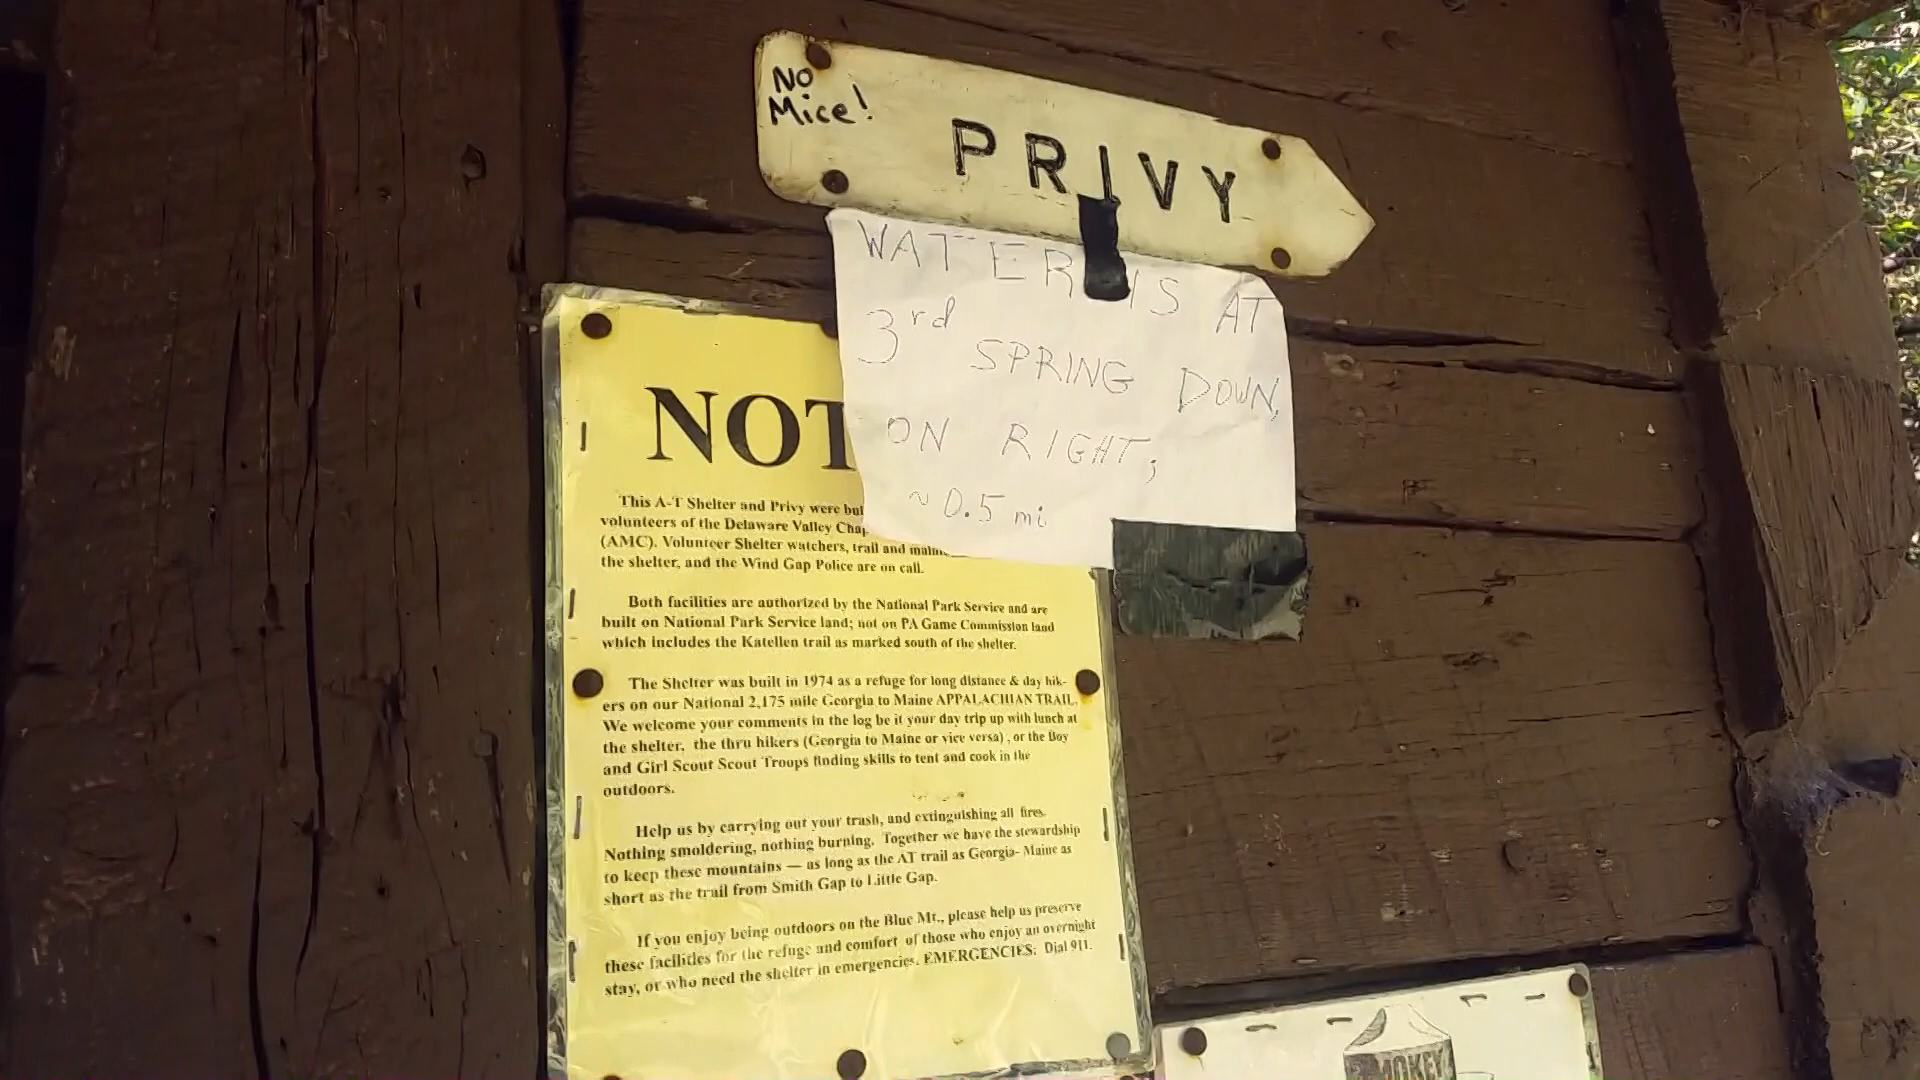 No
Mice!
PRIVY
WATER IS AT
3rd SPRING DOWN,
ON RIGHT,
~ 0.5 mi
NOT
This A-T Shelter and Privy were
volunteers of the Delaware Valley
(AMC). Volunteer Shelter watchers, trail and
the shelter, and the Wind Gap Police are on call.
Both facilities are authorized by the National Park Service and are
built on National Park Service land; not on PA Game Commission land
which includes the Katellen trail as marked south of the shelter.
The Shelter was built in 1974 as a refuge for long distance & day hik-
ers on our National 2,175 mile Georgia to Maine APPALACHIAN TRAIL.
We welcome your comments in the log be it your day trip up with lunch at
the shelter, the thru hikers (Georgia to Maine or vice versa) , or the Boy
and Girl Scout Scout Troops finding skills to tent and cook in the
outdoors.
Help us by carrying out your trash, and extinguishing all fires.
Nothing smoldering, nothing burning. Together we have the stewardship
to keep these mountains — as long as the AT trail as Georgia- Maine as
short as the trail from Smith Gap to Little Gap.
If you enjoy being outdoors on the Blue Mt., please help us preserve
these facilities for the refuge and comfort of those who enjoy an overnight
stay, or who need the shelter in emergencies. EMERGENCIES: Dial 911.